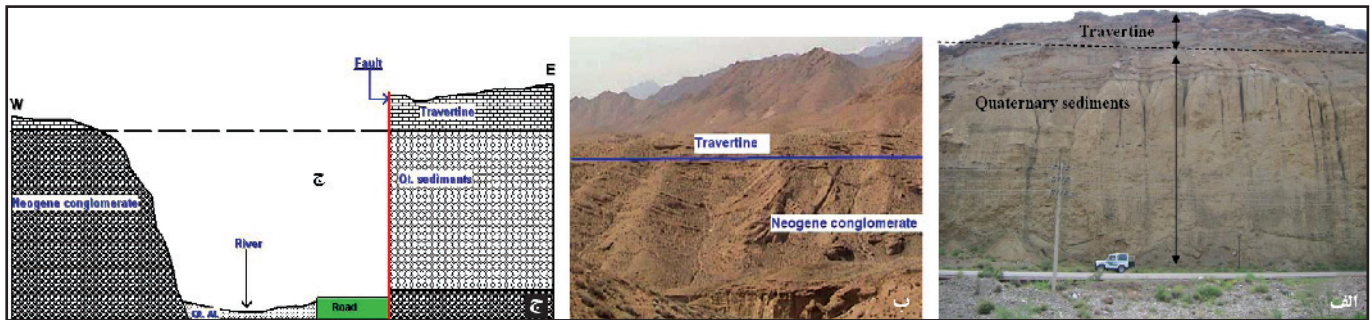 W
Fault
E
Travertine
ج
Qt. sediments
Neogene conglomerate
River
Qt. Al.
Road
ج
Travertine
Neogene conglomerate
ب
Travertine
Quaternary sediments
الف